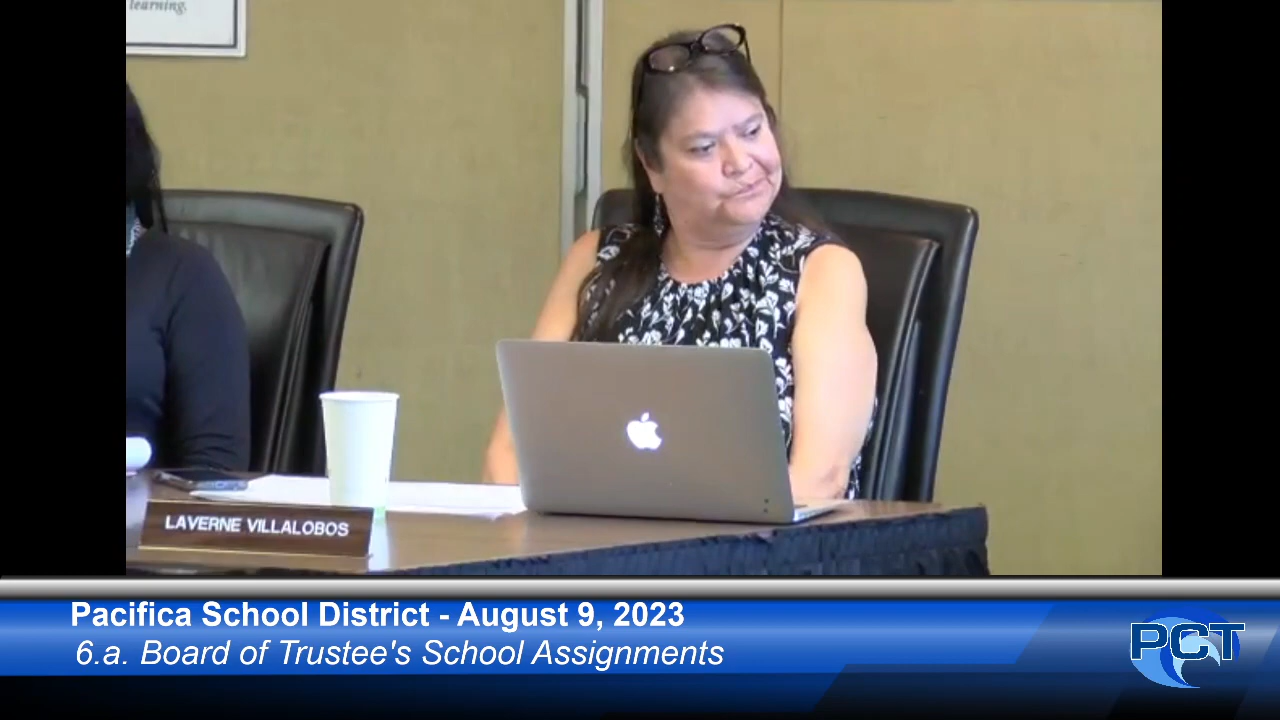 learning.
LAVERNE VILLALOBOS
Pacifica School District - August 9, 2023
6.a. Board of Trustee's School Assignments
PCT